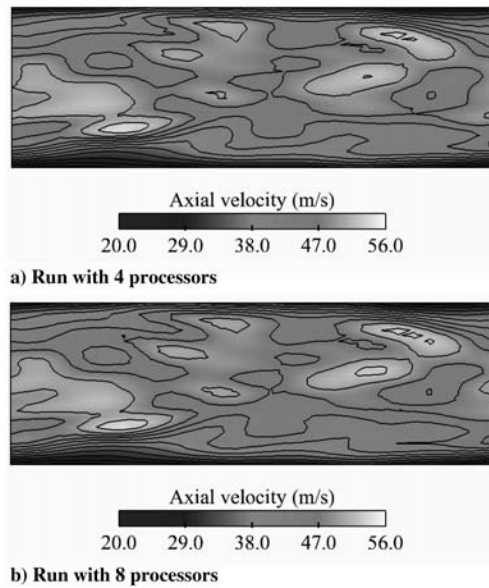 Axial velocity (m/s)
20.0 29.0 38.0 47.0 56.0
a) Run with 4 processors
Axial velocity (m/s)
20.0 29.0 38.0 47.0 56.0
b) Run with 8 processors